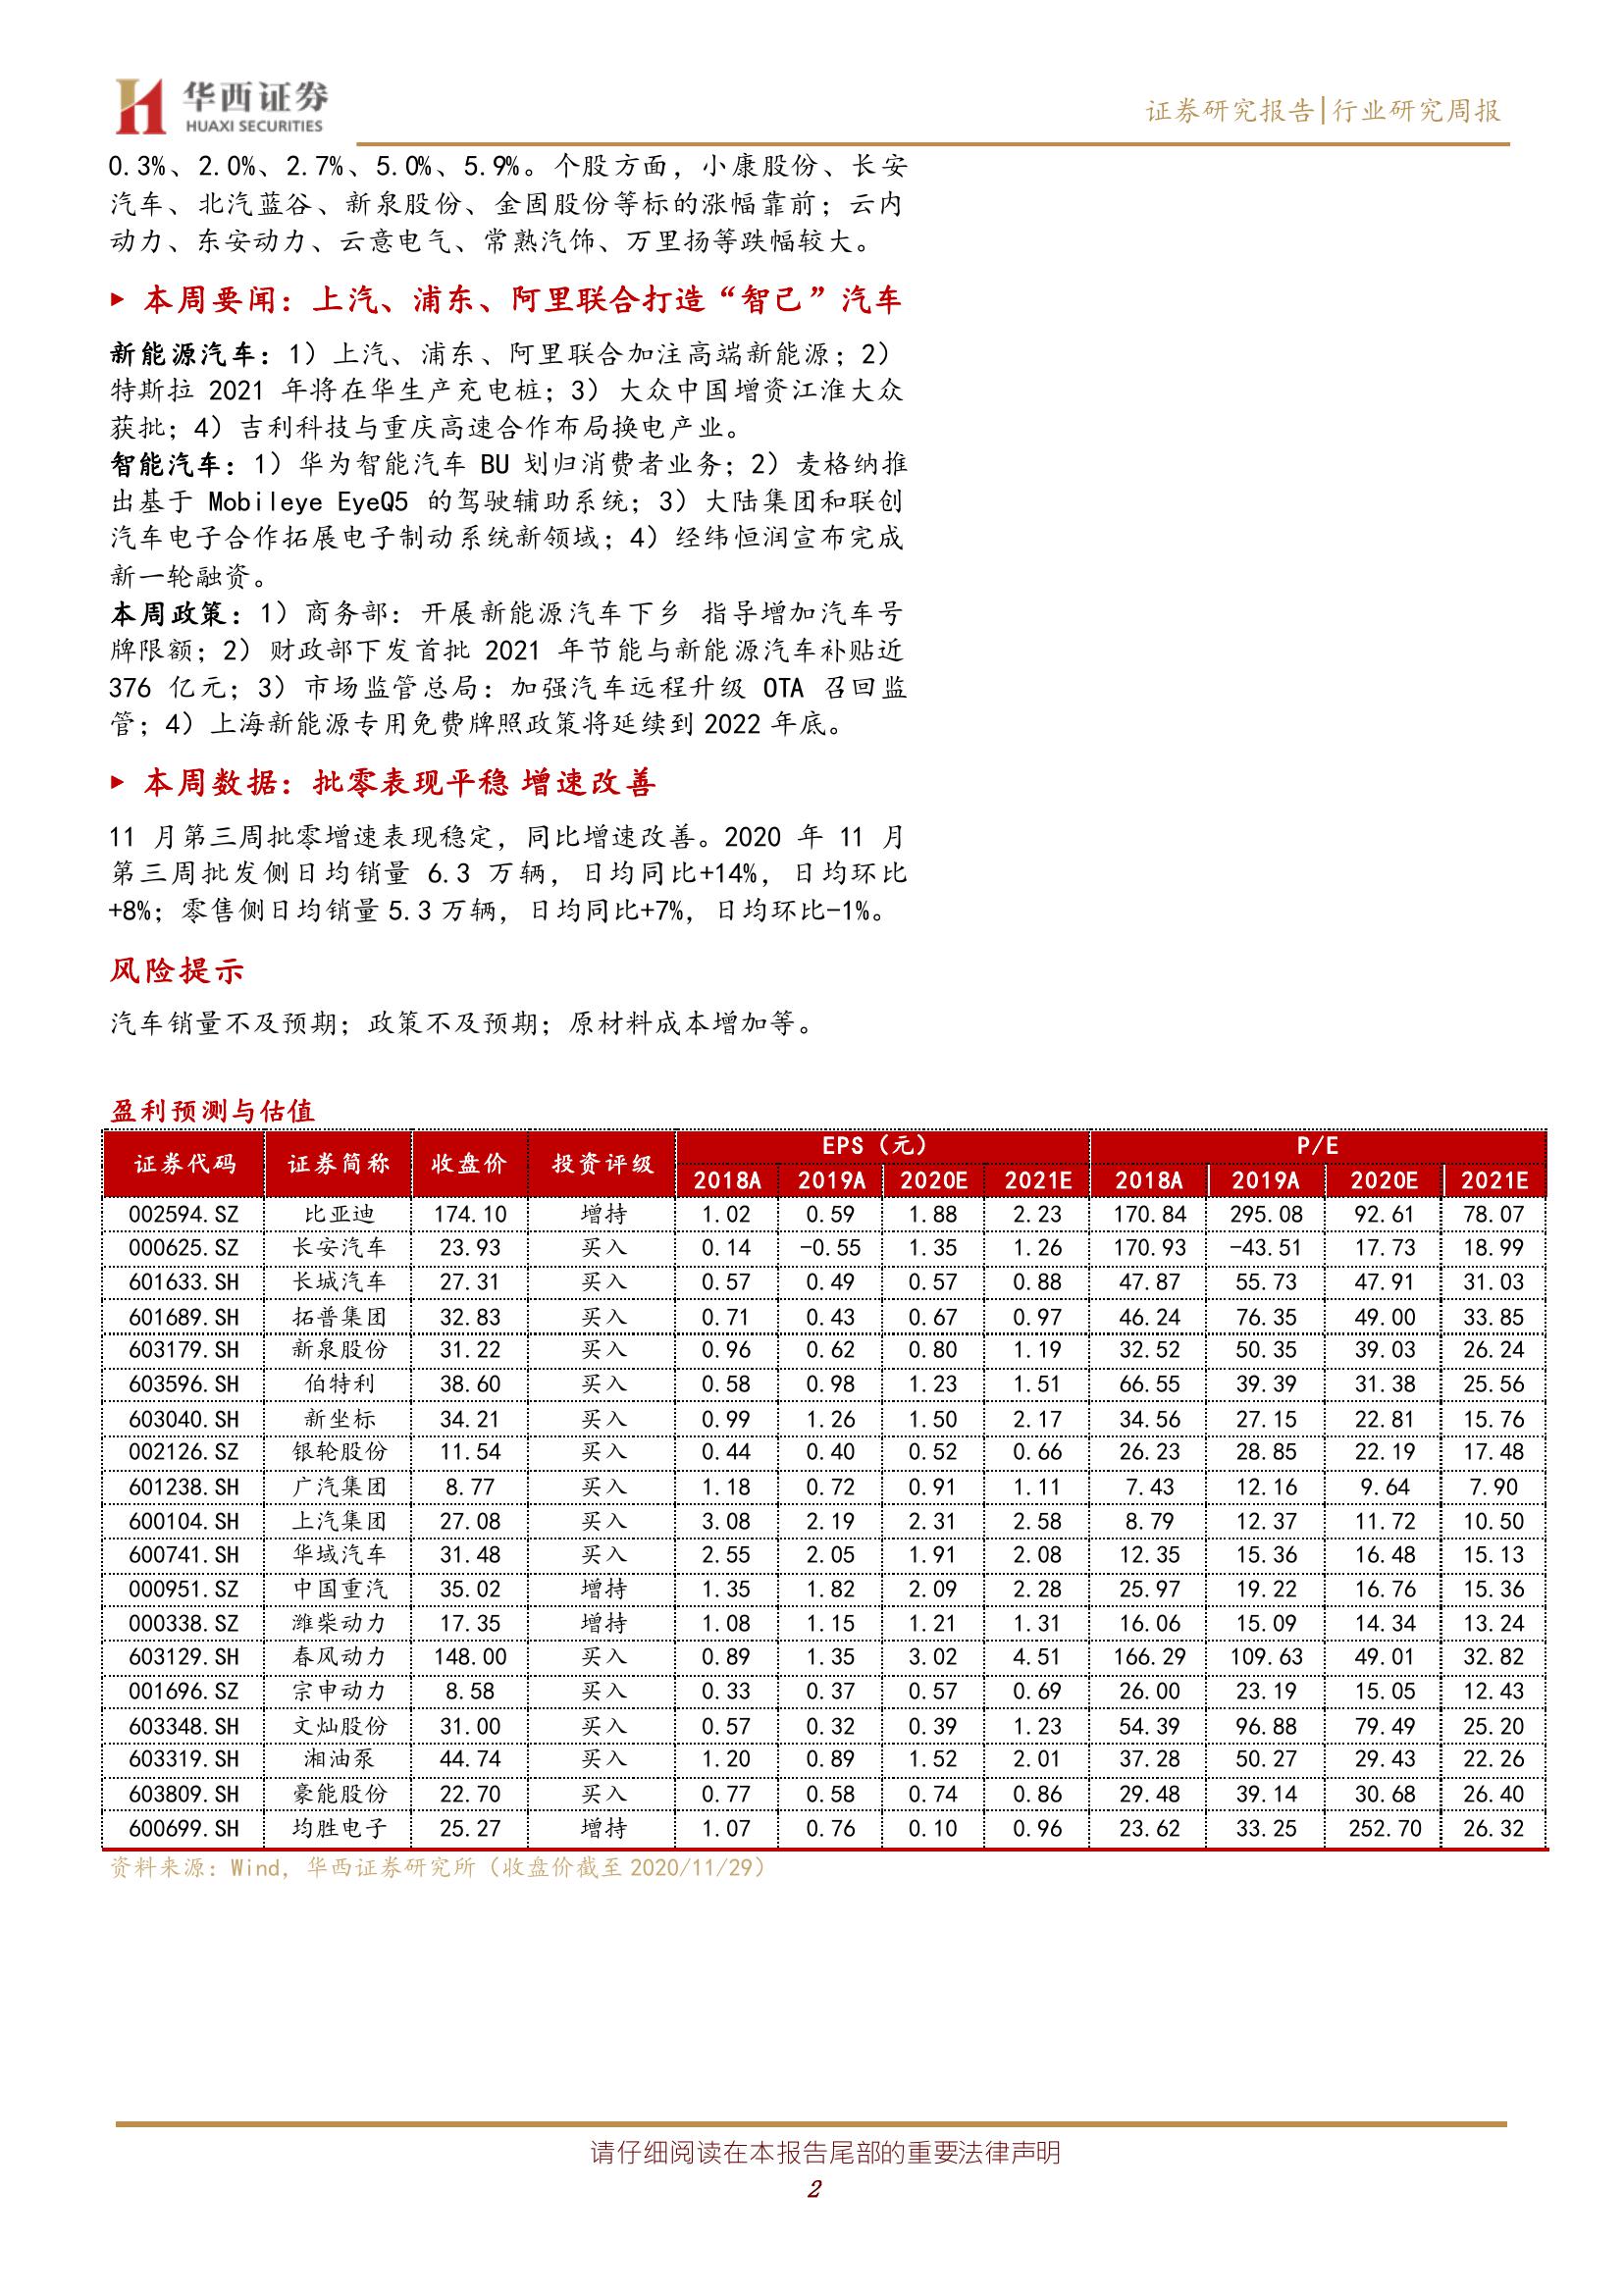 华西证券
HUAXI SECURITIES
证券研究报告|行业研究周报
0.3%、2.0%、2.7%、5.0%、5.9%。个股方面，小康股份、长安
汽车、北汽蓝谷、新泉股份、金固股份等标的涨幅靠前；云内
动力、东安动力、云意电气、常熟汽饰、万里扬等跌幅较大。
▶ 本周要闻：上汽、浦东、阿里联合打造“智己”汽车
新能源汽车：1）上汽、浦东、阿里联合加注高端新能源；2）
特斯拉 2021 年将在华生产充电桩；3）大众中国增资江淮大众
获批；4）吉利科技与重庆高速合作布局换电产业。
智能汽车：1）华为智能汽车 BU 划归消费者业务；2）麦格纳推
出基于 Mobileye EyeQ5 的驾驶辅助系统；3）大陆集团和联创
汽车电子合作拓展电子制动系统新领域；4）经纬恒润宣布完成
新一轮融资。
本周政策：1）商务部：开展新能源汽车下乡 指导增加汽车号
牌限额；2）财政部下发首批 2021 年节能与新能源汽车补贴近
376 亿元；3）市场监管总局：加强汽车远程升级 OTA 召回监
管；4）上海新能源专用免费牌照政策将延续到 2022 年底。
▶ 本周数据：批零表现平稳 增速改善
11 月第三周批零增速表现稳定，同比增速改善。2020 年 11 月
第三周批发侧日均销量 6.3 万辆，日均同比+14%，日均环比
+8%；零售侧日均销量 5.3 万辆，日均同比+7%，日均环比-1%。
风险提示
汽车销量不及预期；政策不及预期；原材料成本增加等。
盈利预测与估值
证券代码 证券简称 收盘价 投资评级 EPS（元） P/E
2018A 2019A 2020E 2021E 2018A 2019A 2020E 2021E
002594.SZ 比亚迪 174.10 增持 1.02 0.59 1.88 2.23 170.84 295.08 92.61 78.07
000625.SZ 长安汽车 23.93 买入 0.14 -0.55 1.35 1.26 170.93 -43.51 17.73 18.99
601633.SH 长城汽车 27.31 买入 0.57 0.49 0.57 0.88 47.87 55.73 47.91 31.03
601689.SH 拓普集团 32.83 买入 0.71 0.43 0.67 0.97 46.24 76.35 49.00 33.85
603179.SH 新泉股份 31.22 买入 0.96 0.62 0.80 1.19 32.52 50.35 39.03 26.24
603596.SH 伯特利 38.60 买入 0.58 0.98 1.23 1.51 66.55 39.39 31.38 25.56
603040.SH 新坐标 34.21 买入 0.99 1.26 1.50 2.17 34.56 27.15 22.81 15.76
002126.SZ 银轮股份 11.54 买入 0.44 0.40 0.52 0.66 26.23 28.85 22.19 17.48
601238.SH 广汽集团 8.77 买入 1.18 0.72 0.91 1.11 7.43 12.16 9.64 7.90
600104.SH 上汽集团 27.08 买入 3.08 2.19 2.31 2.58 8.79 12.37 11.72 10.50
600741.SH 华域汽车 31.48 买入 2.55 2.05 1.91 2.08 12.35 15.36 16.48 15.13
000951.SZ 中国重汽 35.02 增持 1.35 1.82 2.09 2.28 25.97 19.22 16.76 15.36
000338.SZ 潍柴动力 17.35 增持 1.08 1.15 1.21 1.31 16.06 15.09 14.34 13.24
603129.SH 春风动力 148.00 买入 0.89 1.35 3.02 4.51 166.29 109.63 49.01 32.82
001696.SZ 宗申动力 8.58 买入 0.33 0.37 0.57 0.69 26.00 23.19 15.05 12.43
603348.SH 文灿股份 31.00 买入 0.57 0.32 0.39 1.23 54.39 96.88 79.49 25.20
603319.SH 湘油泵 44.74 买入 1.20 0.89 1.52 2.01 37.28 50.27 29.43 22.26
603809.SH 豪能股份 22.70 买入 0.77 0.58 0.74 0.86 29.48 39.14 30.68 26.40
600699.SH 均胜电子 25.27 增持 1.07 0.76 0.10 0.96 23.62 33.25 252.70 26.32
资料来源：Wind，华西证券研究所（收盘价截至 2020/11/29）
请仔细阅读在本报告尾部的重要法律声明
2